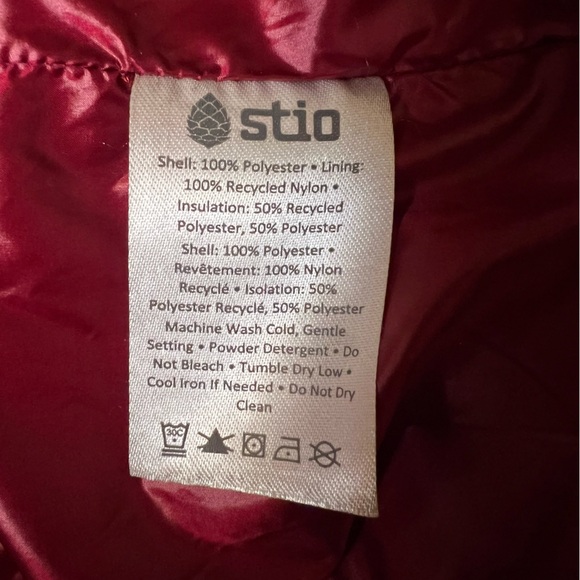 stio
Shell: 100% Polyester • Lining:
100% Recycled Nylon •
Insulation: 50% Recycled
Polyester, 50% Polyester
Shell: 100% Polyester •
Revêtement: 100% Nylon
Recyclé • Isolation: 50%
Polyester Recyclé, 50% Polyester
Machine Wash Cold, Gentle
Setting • Powder Detergent • Do
Not Bleach • Tumble Dry Low •
Cool Iron If Needed • Do Not Dry
Clean
30C